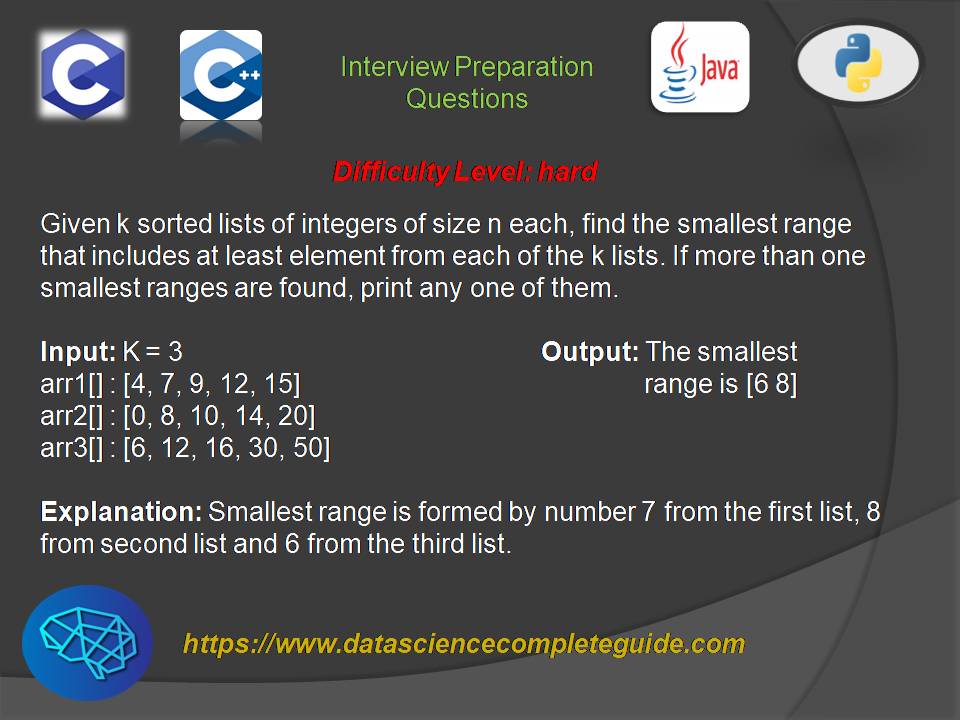 C
C++
Interview Preparation
Questions
Java
Difficulty Level: hard
Given k sorted lists of integers of size n each, find the smallest range
that includes at least element from each of the k lists. If more than one
smallest ranges are found, print any one of them.
Input: K = 3
Output: The smallest
range is [6 8]
arr1[] : [4, 7, 9, 12, 15]
arr2[] : [0, 8, 10, 14, 20]
arr3[] : [6, 12, 16, 30, 50]
Explanation: Smallest range is formed by number 7 from the first list, 8
from second list and 6 from the third list.
https://www.datasciencecompleteguide.com